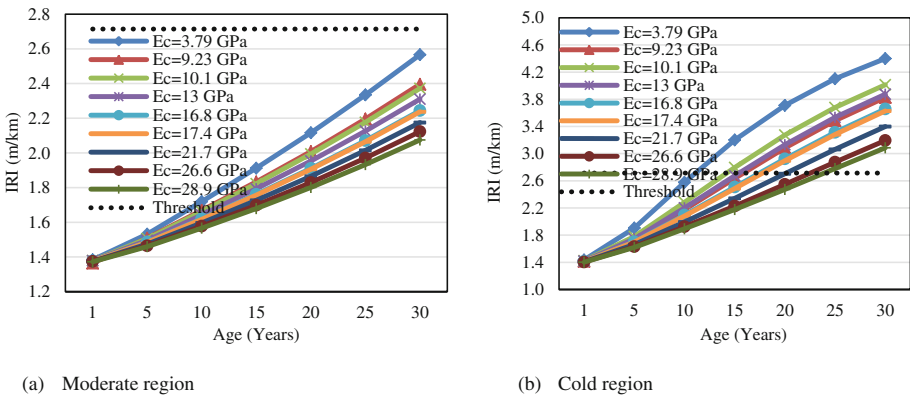 2.8
2.6
2.4
2.2
2.0
1.8
1.6
1.4
1.2
IRI (m/km)
Ec=3.79 GPa
Ec=9.23 GPa
Ec=10.1 GPa
Ec=13 GPa
Ec=16.8 GPa
Ec=17.4 GPa
Ec=21.7 GPa
Ec=26.6 GPa
Ec=28.9 GPa
Threshold
1 5 10 15 20 25 30
Age (Years)
(a) Moderate region
5.0
4.6
4.2
3.8
3.4
3.0
2.6
2.2
1.8
1.4
1.0
IRI (m/km)
Ec=3.79 GPa
Ec=9.23 GPa
Ec=10.1 GPa
Ec=13 GPa
Ec=16.8 GPa
Ec=17.4 GPa
Ec=21.7 GPa
Ec=26.6 GPa
Ec=28.9 GPa
Threshold
1 5 10 15 20 25 30
Age (Years)
(b) Cold region